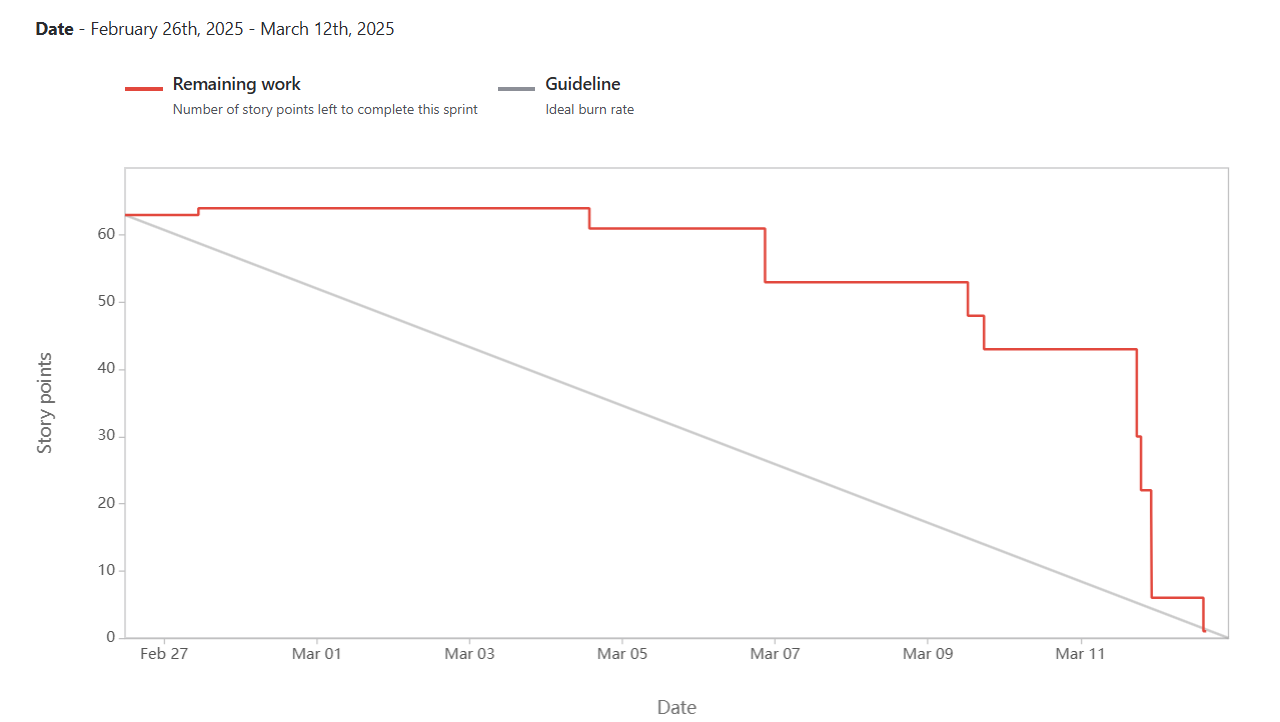 Date - February 26th, 2025 - March 12th, 2025
Remaining work
Number of story points left to complete this sprint
Guideline
Ideal burn rate
Story points
60
50
40
30
20
10
0
Feb 27 Mar 01 Mar 03 Mar 05 Mar 07 Mar 09 Mar 11
Date